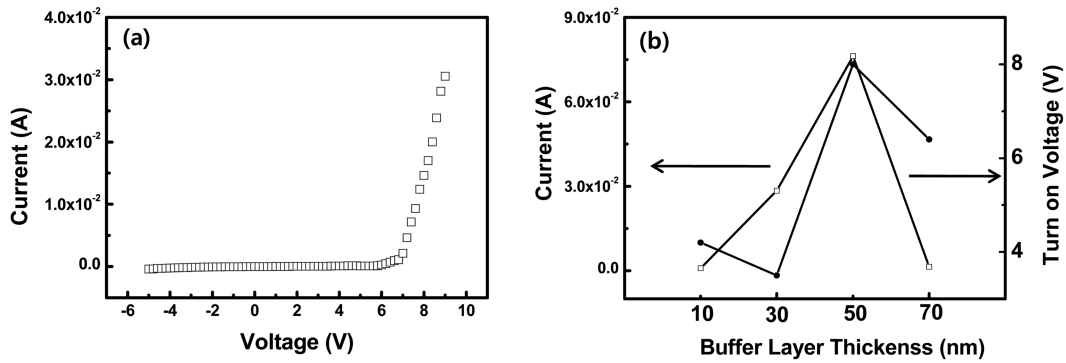 (a)
Current (A)
4.0x10⁻²
3.0x10⁻²
2.0x10⁻²
1.0x10⁻²
0.0
-6 -4 -2 0 2 4 6 8 10
Voltage (V)
(b)
Current (A)
9.0x10⁻²
6.0x10⁻²
3.0x10⁻²
0.0
10 30 50 70
Buffer Layer Thickenss (nm)
8
6
4
Turn on Voltage (V)